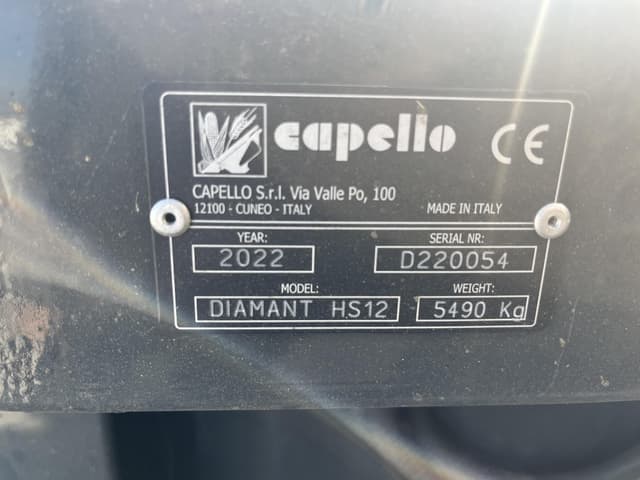 capello CE
CAPELLO S.r.l. Via Valle Po, 100
12100 - CUNEO - ITALY MADE IN ITALY
YEAR: SERIAL NR:
2022 D220054
MODEL: WEIGHT:
DIAMANT HS12 5490 Kg